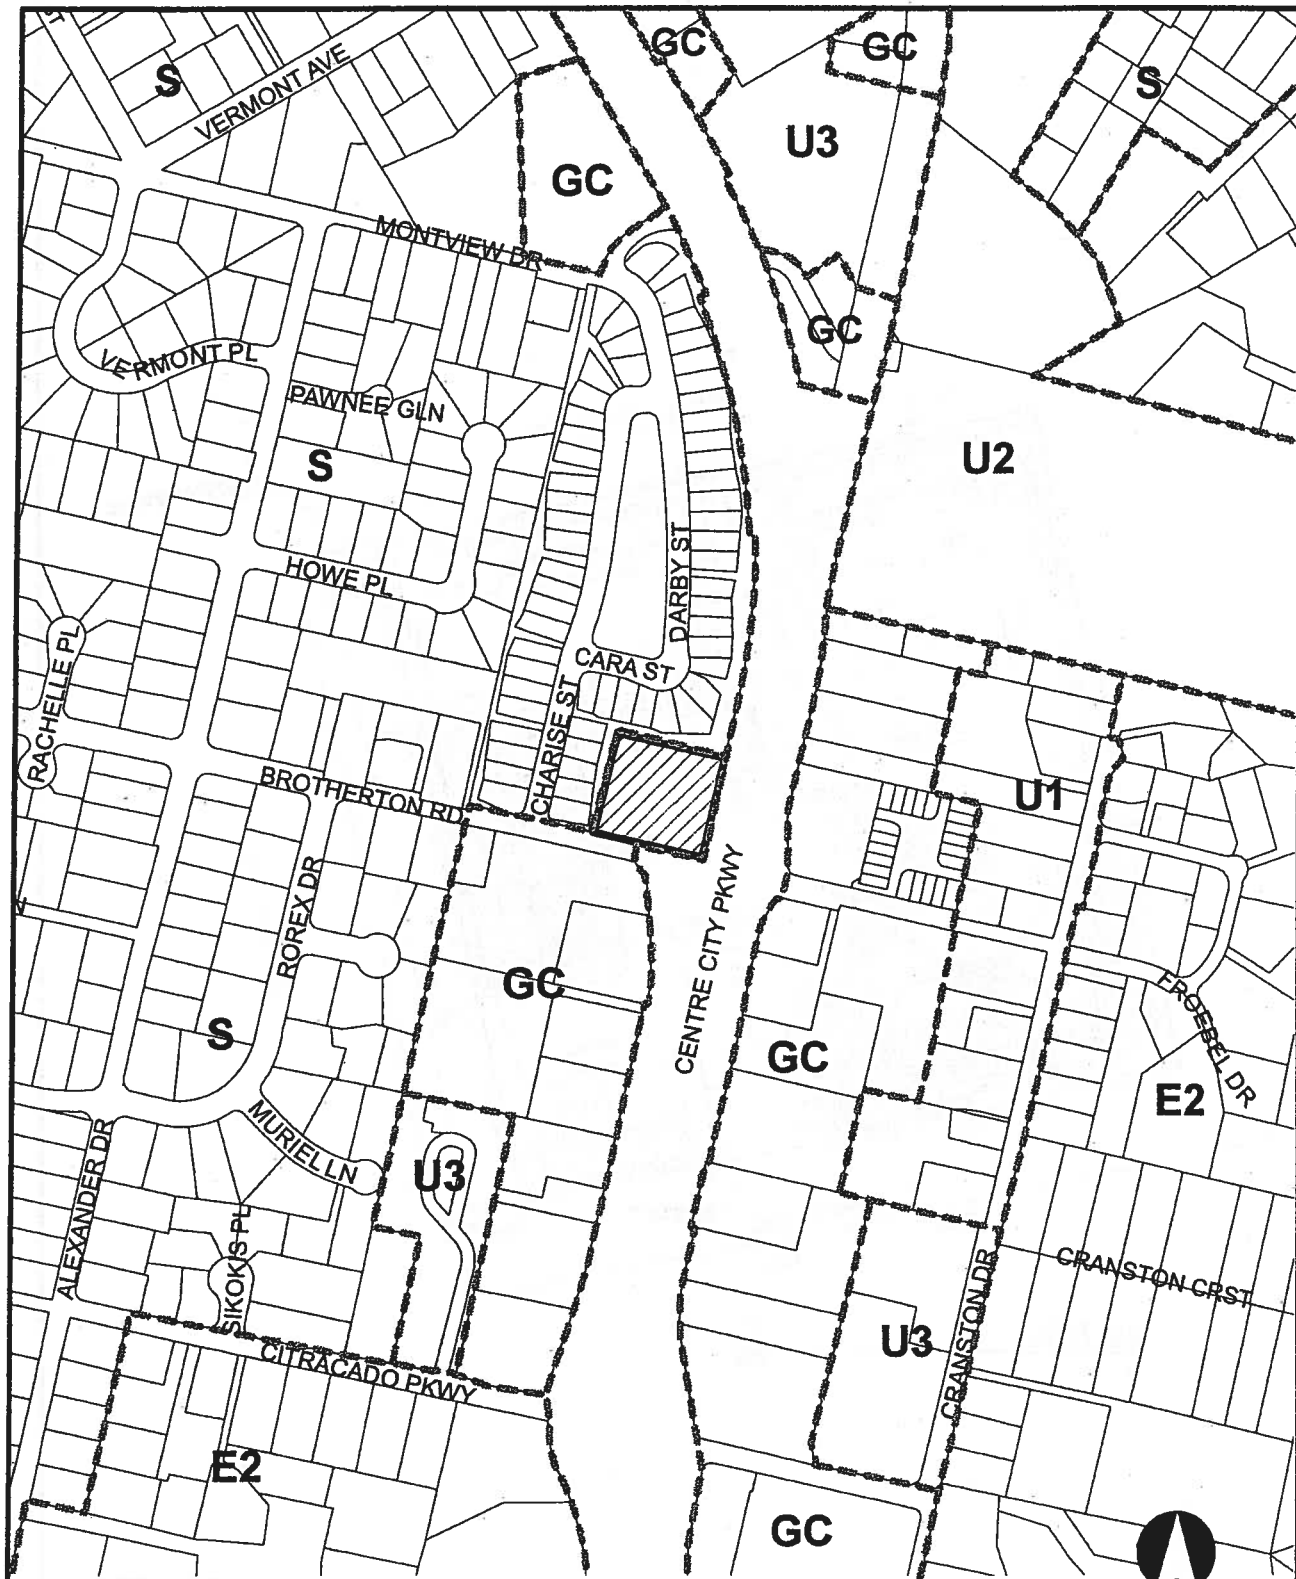 GC
GC
S
VERMONT AVE
S
U3
GC
MONTVIEW DR
GC
VERMONT PL
PAWNEE GLN
S
U2
DARBY ST
HOWE PL
CARA ST
RACHELLE PL
CHARISE ST
BROTHERTON RD
U1
CENTRE CITY PKWY
ROREX DR
GC
FROEBEL DR
S
GC
E2
MURIEL LN
U3
ALEXANDER DR
SIKOKIS PL
CRANSTON CRST
CRANSTON DR
U3
CITRACADO PKWY
E2
GC